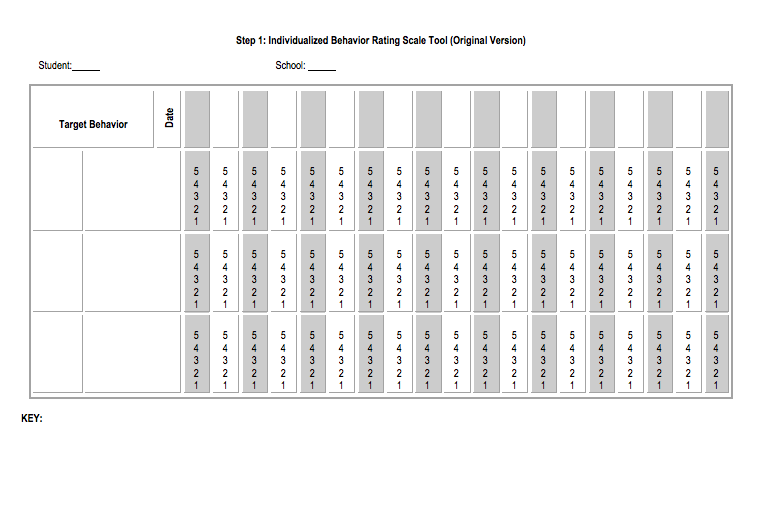 Step 1: Individualized Behavior Rating Scale Tool (Original Version)
Student:______ School: ______
Target Behavior Date
5 5 5 5 5 5 5 5 5 5 5 5 5 5 5 5 5 5 5
4 4 4 4 4 4 4 4 4 4 4 4 4 4 4 4 4 4 4
3 3 3 3 3 3 3 3 3 3 3 3 3 3 3 3 3 3 3
2 2 2 2 2 2 2 2 2 2 2 2 2 2 2 2 2 2 2
1 1 1 1 1 1 1 1 1 1 1 1 1 1 1 1 1 1 1
5 5 5 5 5 5 5 5 5 5 5 5 5 5 5 5 5 5 5
4 4 4 4 4 4 4 4 4 4 4 4 4 4 4 4 4 4 4
3 3 3 3 3 3 3 3 3 3 3 3 3 3 3 3 3 3 3
2 2 2 2 2 2 2 2 2 2 2 2 2 2 2 2 2 2 2
1 1 1 1 1 1 1 1 1 1 1 1 1 1 1 1 1 1 1
5 5 5 5 5 5 5 5 5 5 5 5 5 5 5 5 5 5 5
4 4 4 4 4 4 4 4 4 4 4 4 4 4 4 4 4 4 4
3 3 3 3 3 3 3 3 3 3 3 3 3 3 3 3 3 3 3
2 2 2 2 2 2 2 2 2 2 2 2 2 2 2 2 2 2 2
1 1 1 1 1 1 1 1 1 1 1 1 1 1 1 1 1 1 1
KEY: